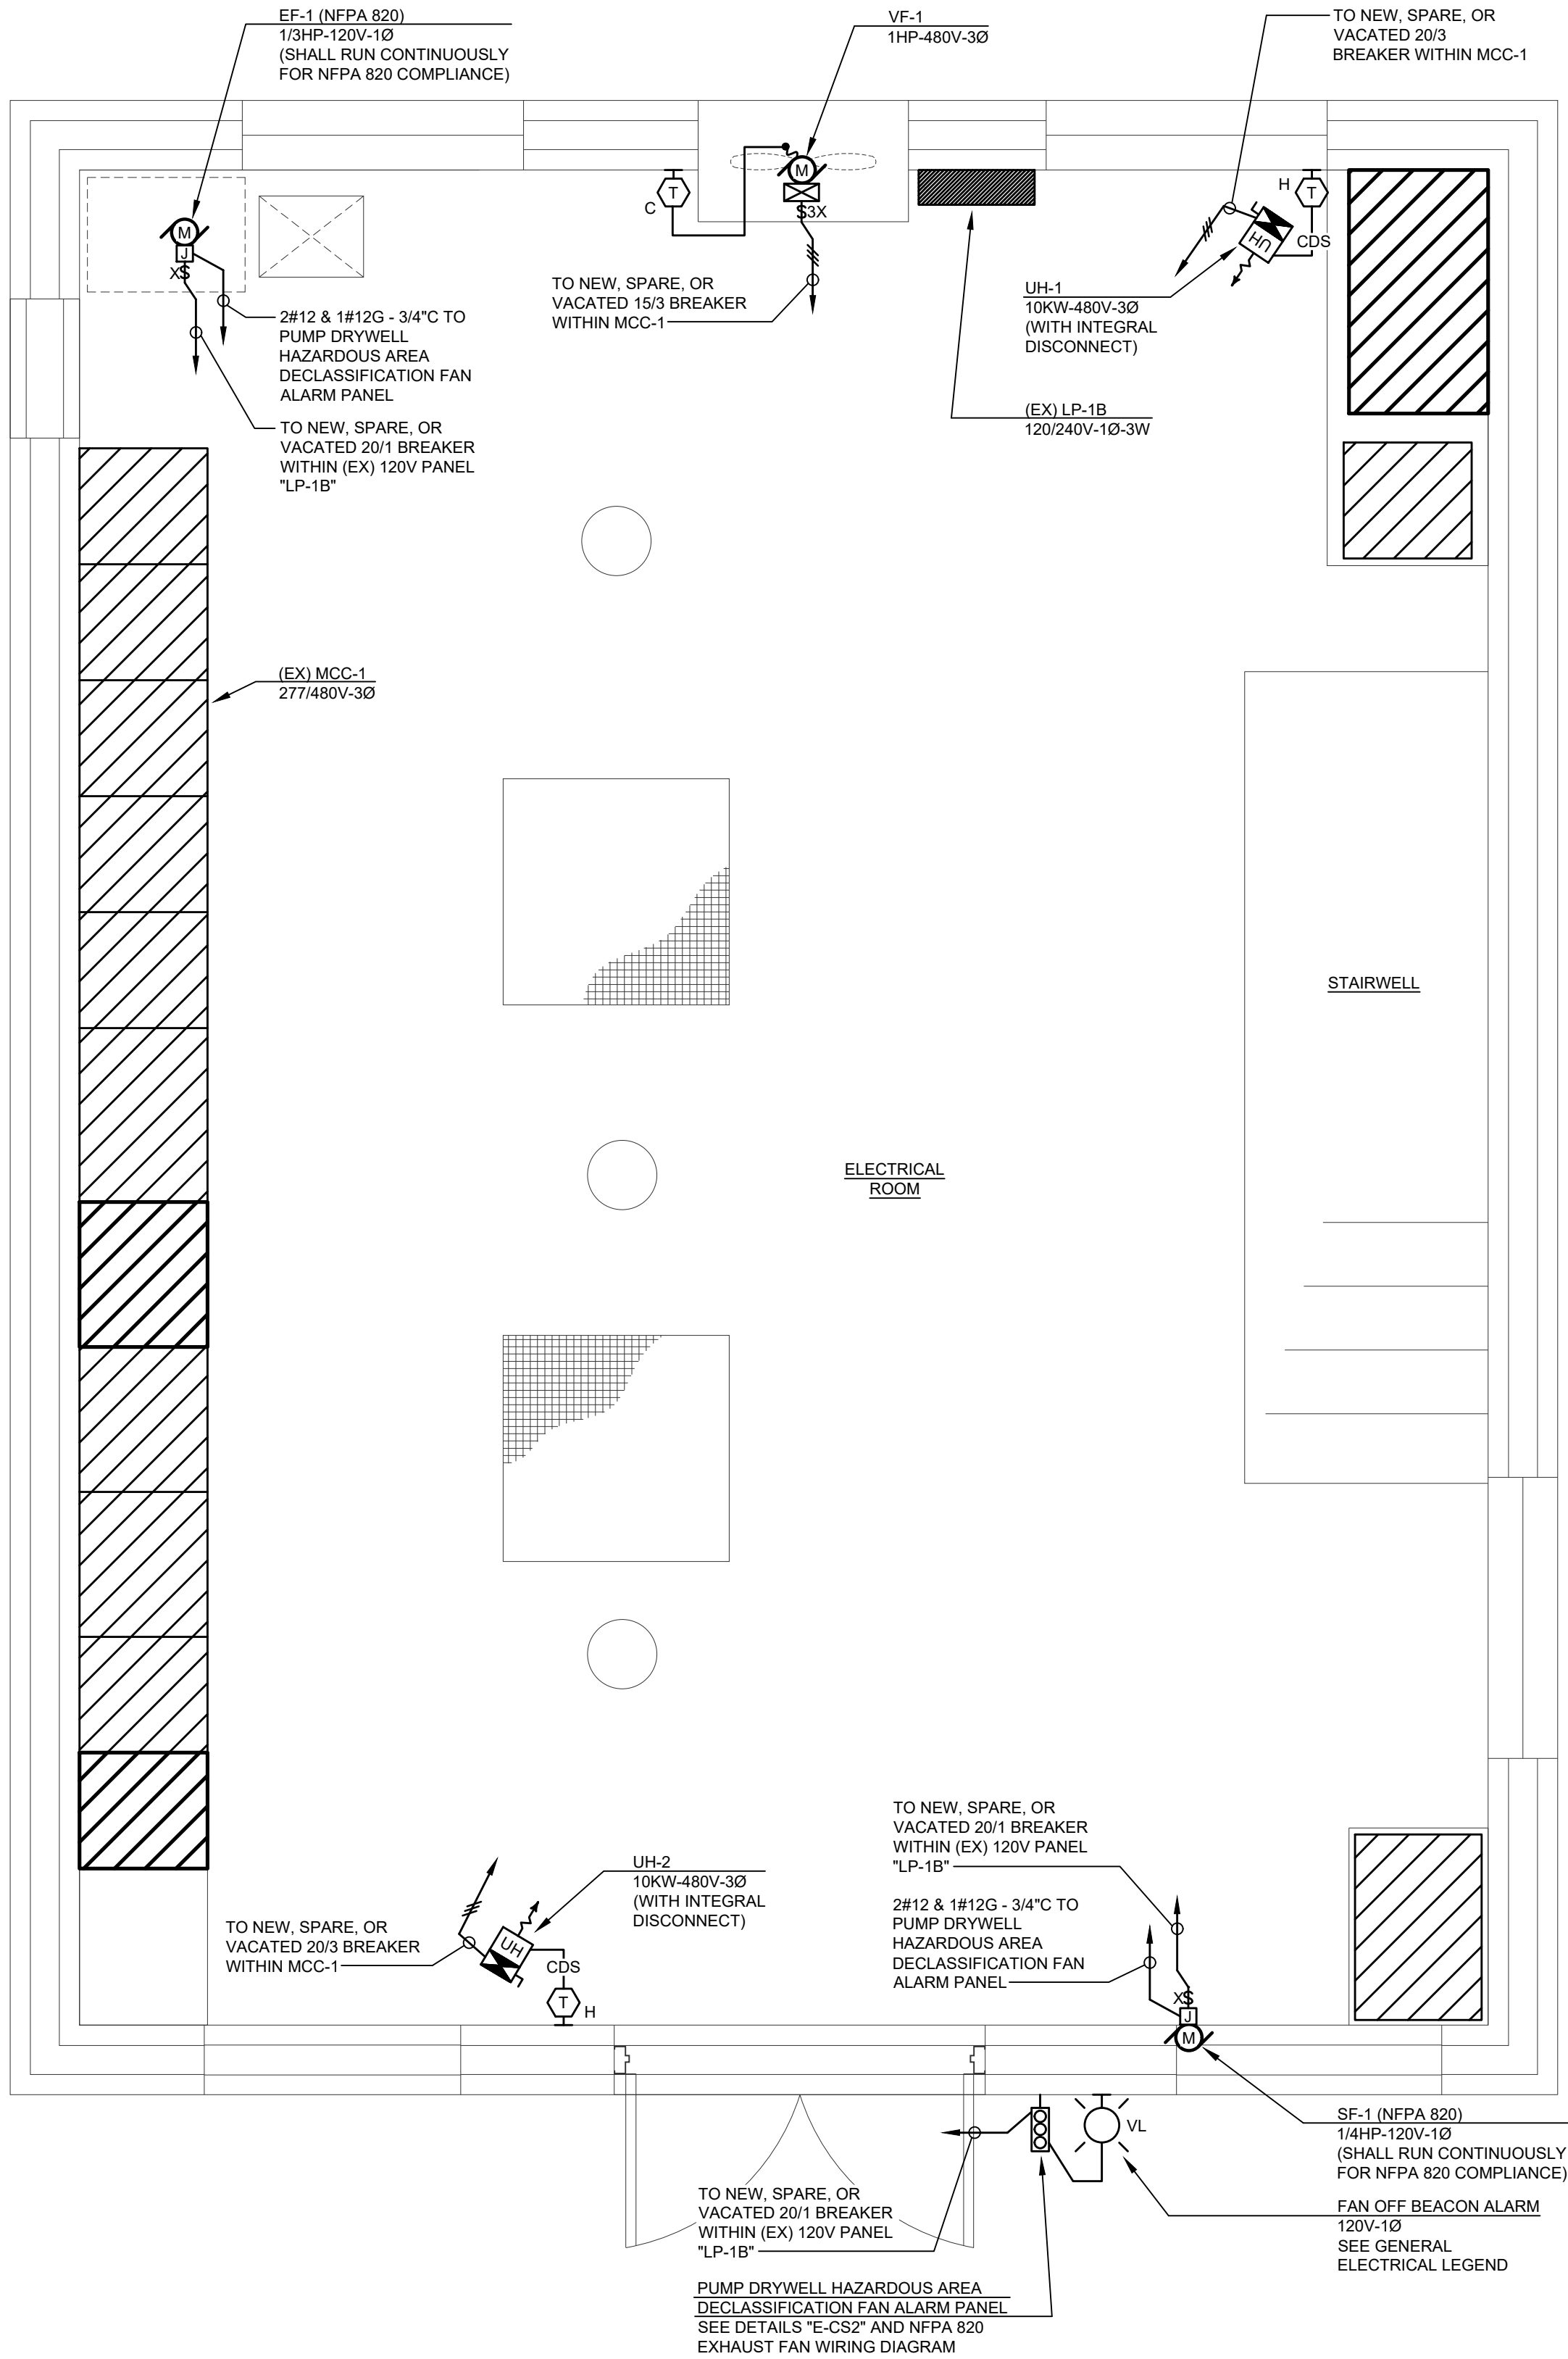 EF-1 (NFPA 820)
1/3HP-120V-1Ø
(SHALL RUN CONTINUOUSLY
FOR NFPA 820 COMPLIANCE)
VF-1
1HP-480V-3Ø
TO NEW, SPARE, OR
VACATED 20/3
BREAKER WITHIN MCC-1
M
J
X$
M
$3X
T
C
H
T
CDS
UH
2#12 & 1#12G - 3/4"C TO
PUMP DRYWELL
HAZARDOUS AREA
DECLASSIFICATION FAN
ALARM PANEL
TO NEW, SPARE, OR
VACATED 20/1 BREAKER
WITHIN (EX) 120V PANEL
"LP-1B"
TO NEW, SPARE, OR
VACATED 15/3 BREAKER
WITHIN MCC-1
UH-1
10KW-480V-3Ø
(WITH INTEGRAL
DISCONNECT)
(EX) LP-1B
120/240V-1Ø-3W
(EX) MCC-1
277/480V-3Ø
STAIRWELL
ELECTRICAL
ROOM
UH-2
10KW-480V-3Ø
(WITH INTEGRAL
DISCONNECT)
TO NEW, SPARE, OR
VACATED 20/3 BREAKER
WITHIN MCC-1
UH
CDS
T
H
TO NEW, SPARE, OR
VACATED 20/1 BREAKER
WITHIN (EX) 120V PANEL
"LP-1B"
2#12 & 1#12G - 3/4"C TO
PUMP DRYWELL
HAZARDOUS AREA
DECLASSIFICATION FAN
ALARM PANEL
X$
J
M
VL
SF-1 (NFPA 820)
1/4HP-120V-1Ø
(SHALL RUN CONTINUOUSLY
FOR NFPA 820 COMPLIANCE)
FAN OFF BEACON ALARM
120V-1Ø
SEE GENERAL
ELECTRICAL LEGEND
TO NEW, SPARE, OR
VACATED 20/1 BREAKER
WITHIN (EX) 120V PANEL
"LP-1B"
PUMP DRYWELL HAZARDOUS AREA
DECLASSIFICATION FAN ALARM PANEL
SEE DETAILS "E-CS2" AND NFPA 820
EXHAUST FAN WIRING DIAGRAM